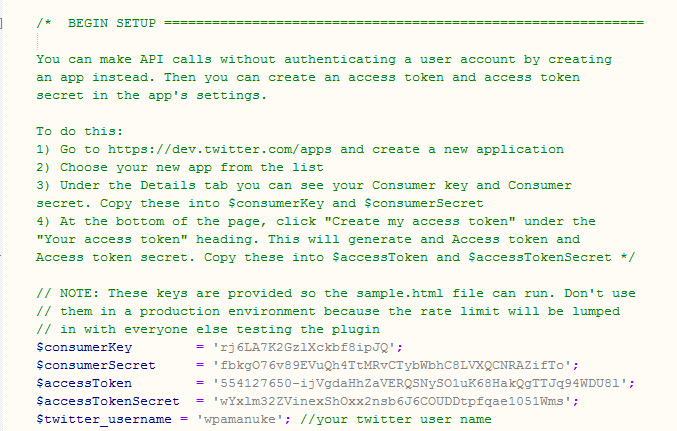 /*  BEGIN SETUP ============================================================
You can make API calls without authenticating a user account by creating
an app instead. Then you can create an access token and access token
secret in the app's settings.
To do this:
1) Go to https://dev.twitter.com/apps and create a new application
2) Choose your new app from the list
3) Under the Details tab you can see your Consumer key and Consumer
secret. Copy these into $consumerKey and $consumerSecret
4) At the bottom of the page, click "Create my access token" under the
"Your access token" heading. This will generate and Access token and
Access token secret. Copy these into $accessToken and $accessTokenSecret */
// NOTE: These keys are provided so the sample.html file can run. Don't use
// them in a production environment because the rate limit will be lumped
// in with everyone else testing the plugin
$consumerKey        = 'rj6LA7K2GzlXckbf8ipJQ';
$consumerSecret     = 'fbkgO76v89EVuQh4TtMRvCTybWbhC8LVXQCNRAZifTo';
$accessToken        = '554127650-ijVgdaHhZaVERQSNySO1uK68HakQgTTJq94WDU8l';
$accessTokenSecret  = 'wYxlm32ZVinexShOxx2nsb6J6COUDDtpfqae1051Wms';
$twitter_username = 'wpamanuke'; //your twitter user name